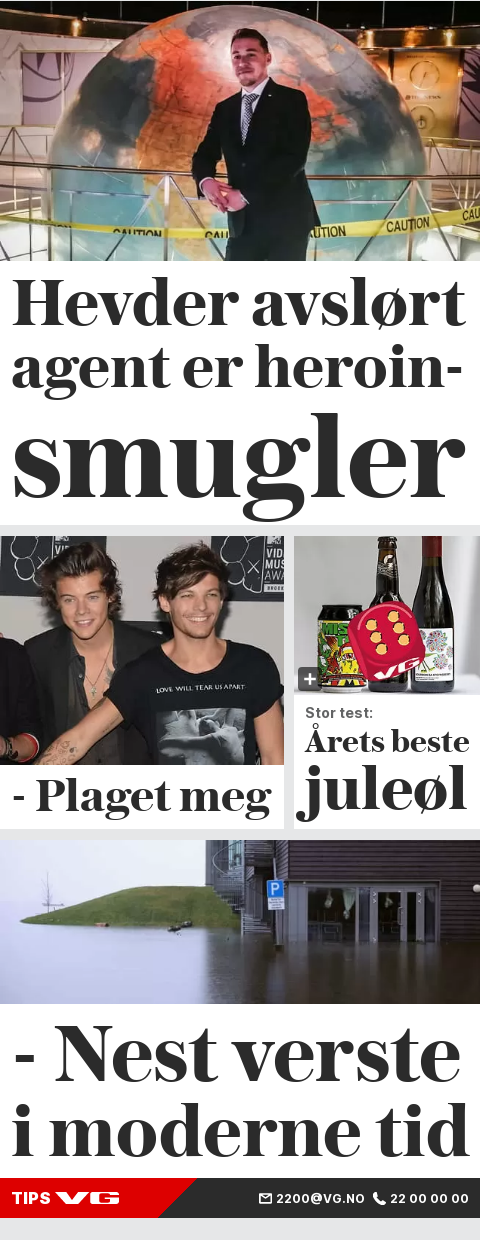 CAUTION
CAUTION
CAUTION
CAUTION
Hevder avslørt
agent er heroin-
smugler
LOVE WILL TEAR US APART
- Plaget meg
VG
Stor test:
Årets beste
juleøl
P
- Nest verste
i moderne tid
TIPS VG
2200@VG.NO 22 00 00 00